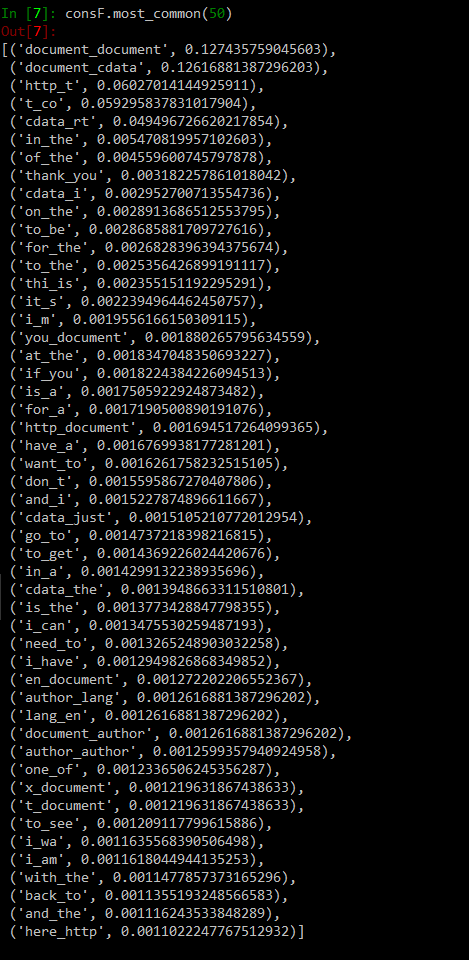 In [7]: consF.most_common(50)
Out[7]:
[('document_document', 0.127435759045603),
 ('document_cdata', 0.12616881387296203),
 ('http_t', 0.06027014144925911),
 ('t_co', 0.059295837831017904),
 ('cdata_rt', 0.049496726620217854),
 ('in_the', 0.005470819957102603),
 ('of_the', 0.004559600745797878),
 ('thank_you', 0.003182257861018042),
 ('cdata_i', 0.002952700713554736),
 ('on_the', 0.0028913686512553795),
 ('to_be', 0.0028685881709727616),
 ('for_the', 0.0026828396394375674),
 ('to_the', 0.0025356426899191117),
 ('thi_is', 0.002355151192295291),
 ('it_s', 0.0022394964462450757),
 ('i_m', 0.0019556166150309115),
 ('you_document', 0.001880265795634559),
 ('at_the', 0.0018347048350693227),
 ('if_you', 0.0018224384226094513),
 ('is_a', 0.0017505922924873482),
 ('for_a', 0.0017190500890191076),
 ('http_document', 0.001694517264099365),
 ('have_a', 0.0016769938177281201),
 ('want_to', 0.0016261758232515105),
 ('don_t', 0.0015595867270407806),
 ('and_i', 0.0015227874896611667),
 ('cdata_just', 0.0015105210772012954),
 ('go_to', 0.0014737218398216815),
 ('to_get', 0.0014369226024420676),
 ('in_a', 0.0014299132238935696),
 ('cdata_the', 0.0013948663311510801),
 ('is_the', 0.0013773428847798355),
 ('i_can', 0.0013475530259487193),
 ('need_to', 0.0013265248903032258),
 ('i_have', 0.0012949826868349852),
 ('en_document', 0.001272202206552367),
 ('author_lang', 0.0012616881387296202),
 ('lang_en', 0.0012616881387296202),
 ('document_author', 0.0012616881387296202),
 ('author_author', 0.0012599357940924958),
 ('one_of', 0.0012336506245356287),
 ('x_document', 0.001219631867438633),
 ('t_document', 0.001219631867438633),
 ('to_see', 0.001209117799615886),
 ('i_wa', 0.0011635568390506498),
 ('i_am', 0.0011618044944135253),
 ('with_the', 0.0011477857373165296),
 ('back_to', 0.0011355193248566583),
 ('and_the', 0.001116243533848289),
 ('here_http', 0.0011022247767512932)]